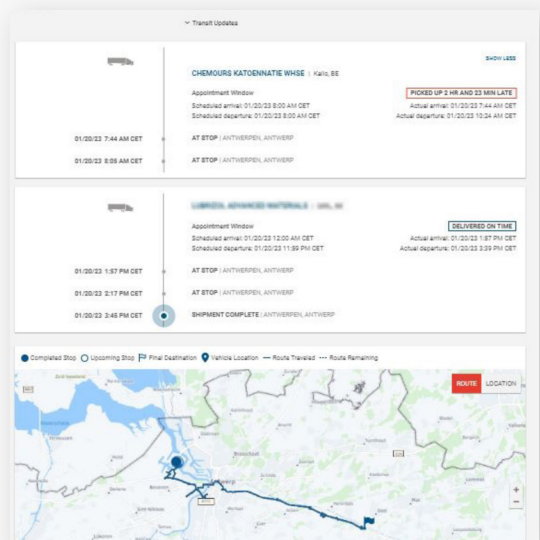 Transit Updates
SHOW LESS
CHEMOURS KATOENNATIE WHSE | Kallo, BE
Appointment Window
PICKED UP 2 HR AND 23 MIN LATE
Scheduled arrival: 01/20/23 8:00 AM CET
Actual arrival: 01/20/23 7:44 AM CET
Scheduled departure: 01/20/23 8:00 AM CET
Actual departure: 01/20/23 10:24 AM CET
01/20/23 7:44 AM CET
AT STOP | ANTWERPEN, ANTWERP
01/20/23 8:05 AM CET
AT STOP | ANTWERPEN, ANTWERP
Appointment Window
DELIVERED ON TIME
Scheduled arrival: 01/20/23 12:00 AM CET
Actual arrival: 01/20/23 1:57 PM CET
Scheduled departure: 01/20/23 11:59 PM CET
Actual departure: 01/20/23 3:39 PM CET
01/20/23 1:57 PM CET
AT STOP | ANTWERPEN, ANTWERP
01/20/23 2:17 PM CET
AT STOP | ANTWERPEN, ANTWERP
01/20/23 3:45 PM CET
SHIPMENT COMPLETE | ANTWERPEN, ANTWERP
Completed Stop Upcoming Stop Final Destination Vehicle Location Route Traveled Route Remaining
ROUTE LOCATION